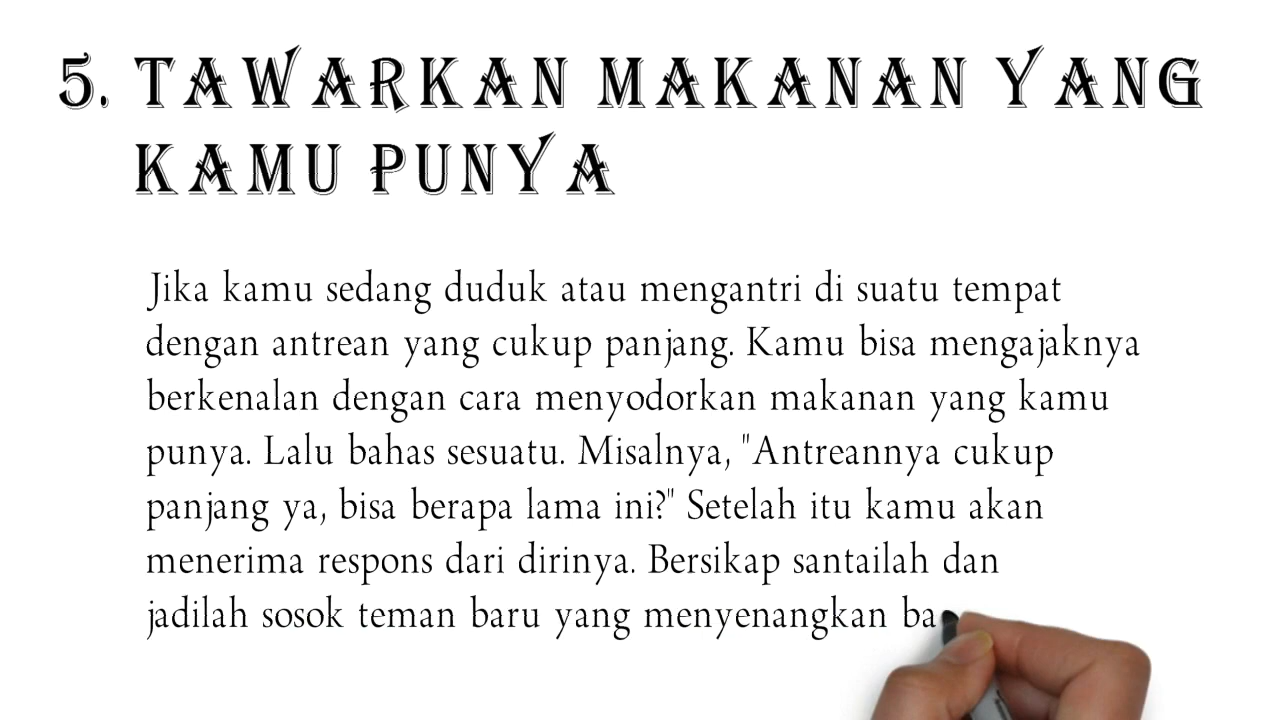 5. TAWARKAN MAKANAN YANG
KAMU PUNYA
Jika kamu sedang duduk atau mengantri di suatu tempat
dengan antrean yang cukup panjang. Kamu bisa mengajaknya
berkenalan dengan cara menyodorkan makanan yang kamu
punya. Lalu bahas sesuatu. Misalnya, "Antreannya cukup
panjang ya, bisa berapa lama ini?" Setelah itu kamu akan
menerima respons dari dirinya. Bersikap santailah dan
jadilah sosok teman baru yang menyenangkan ba